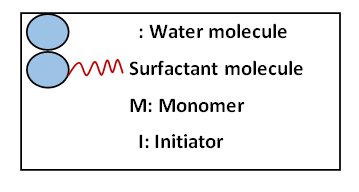 : Water molecule
Surfactant molecule
M: Monomer
I: Initiator